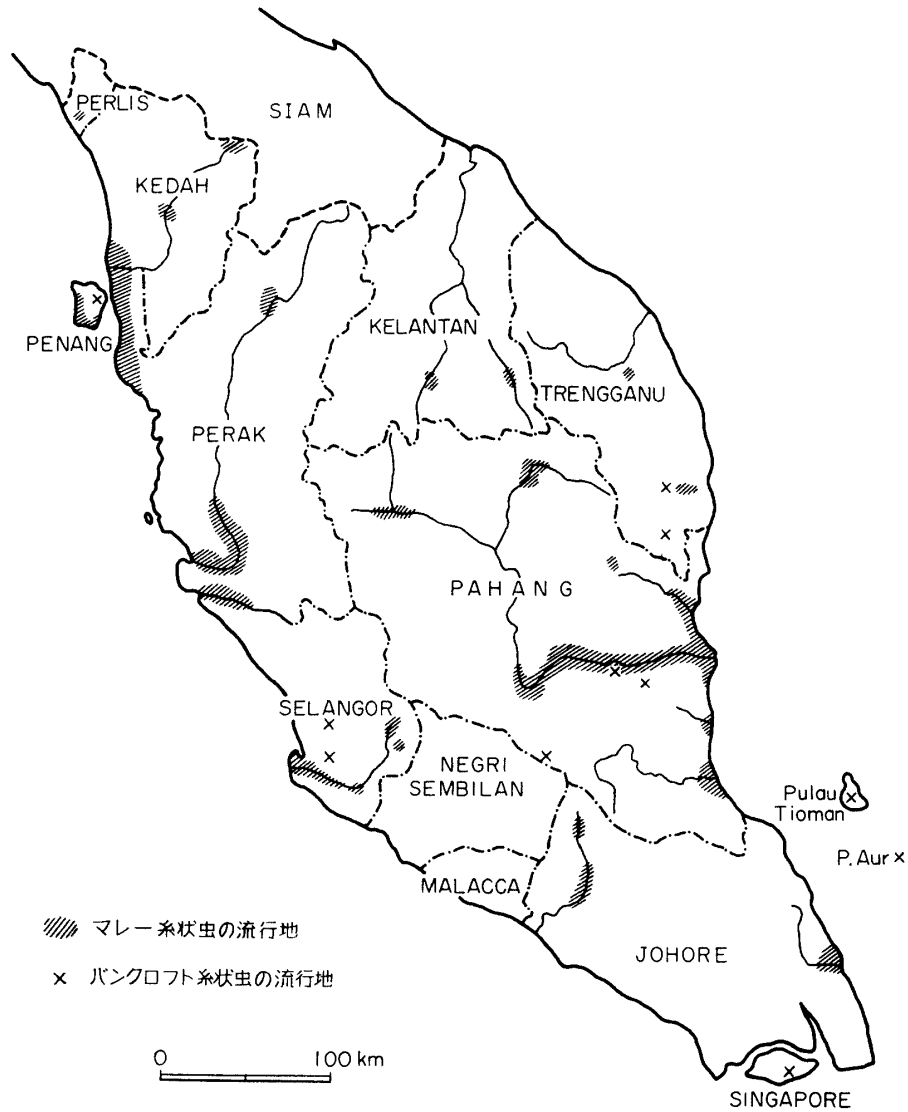 SIAM
PERLIS
KEDAH
PENANG
KELANTAN
TRENGGANU
PERAK
PAHANG
SELANGOR
NEGRI
SEMBILAN
Pulau
Tioman
P. Aur
MALACCA
JOHORE
SINGAPORE
マレー糸状虫の流行地
× バンクロフト糸状虫の流行地
0 100 km